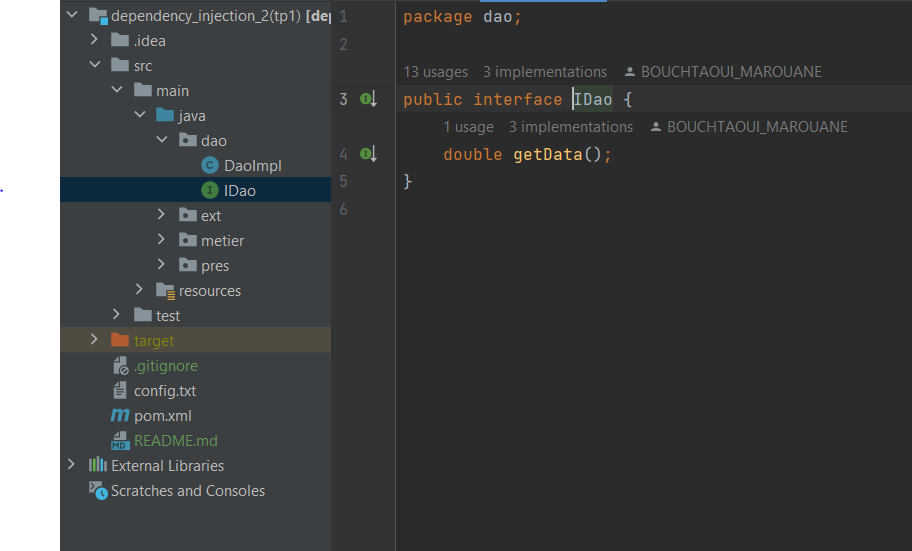 dependency_injection_2(tp1) [dep
.idea
src
main
java
dao
DaoImpl
IDao
ext
metier
pres
resources
test
target
.gitignore
config.txt
pom.xml
README.md
External Libraries
Scratches and Consoles
1 package dao;
2
13 usages 3 implementations BOUCHTAOUI_MAROUANE
3 public interface IDao {
1 usage 3 implementations BOUCHTAOUI_MAROUANE
4 double getData();
5 }
6